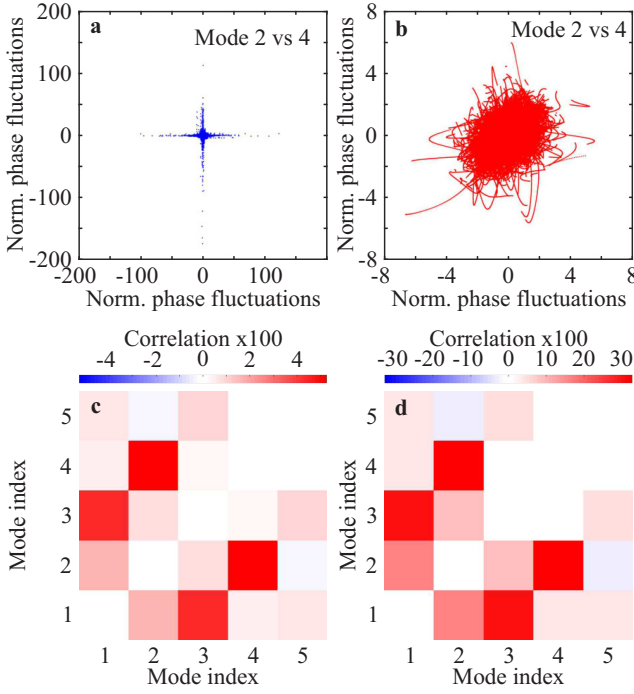 a
Mode 2 vs 4
Norm. phase fluctuations
200
100
0
-100
-200
-200 -100 0 100
Norm. phase fluctuations
b
Mode 2 vs 4
Norm. phase fluctuations
8
4
0
-4
-8
-8 -4 0 4 8
Norm. phase fluctuations
Correlation x100
-4 -2 0 2 4
c
Mode index
5
4
3
2
1
1 2 3 4 5
Mode index
Correlation x100
-30 -20 -10 0 10 20 30
d
Mode index
5
4
3
2
1
1 2 3 4 5
Mode index